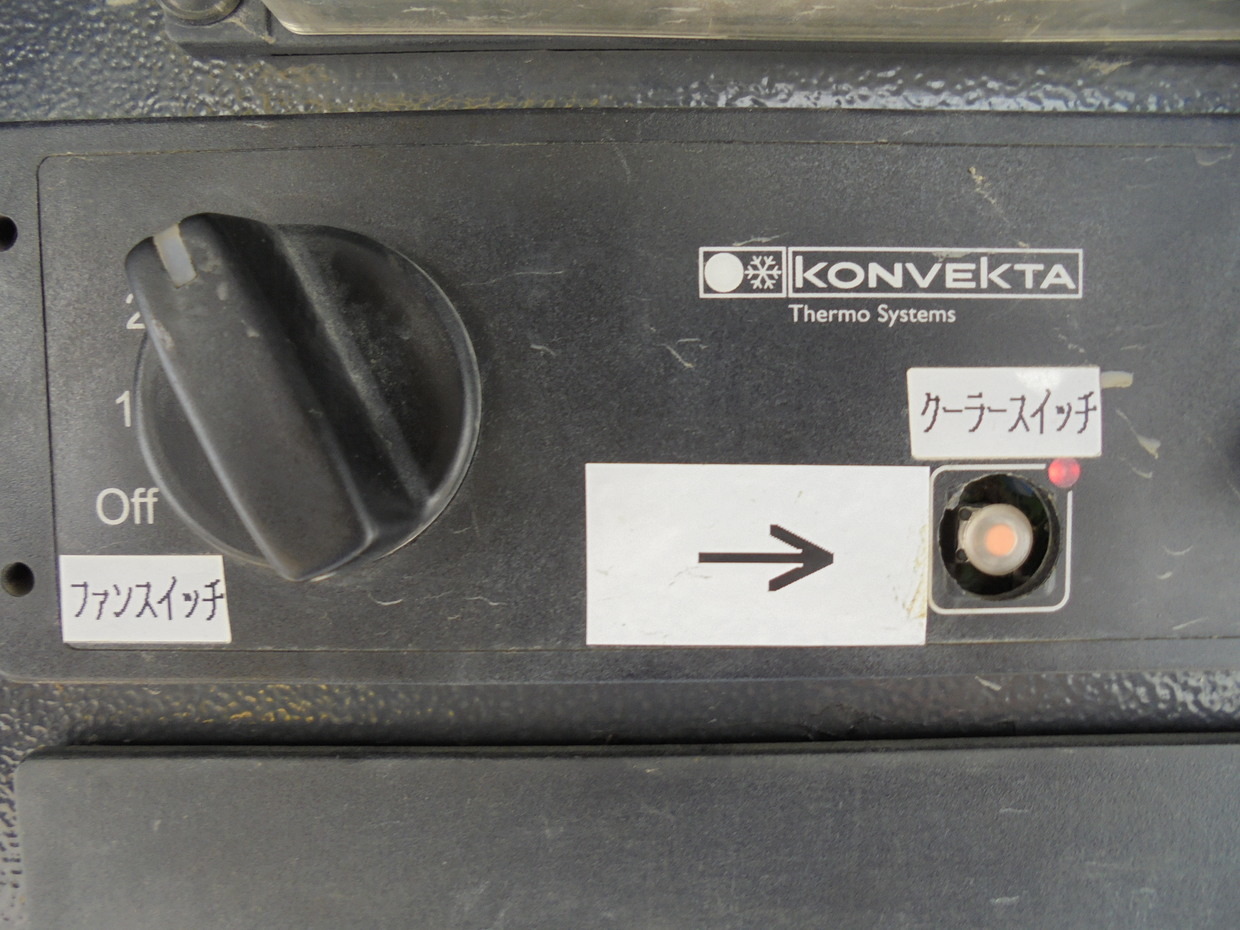 KONVEKTA
Thermo Systems
2
1
Off
クーラースイッチ
ファンスイッチ